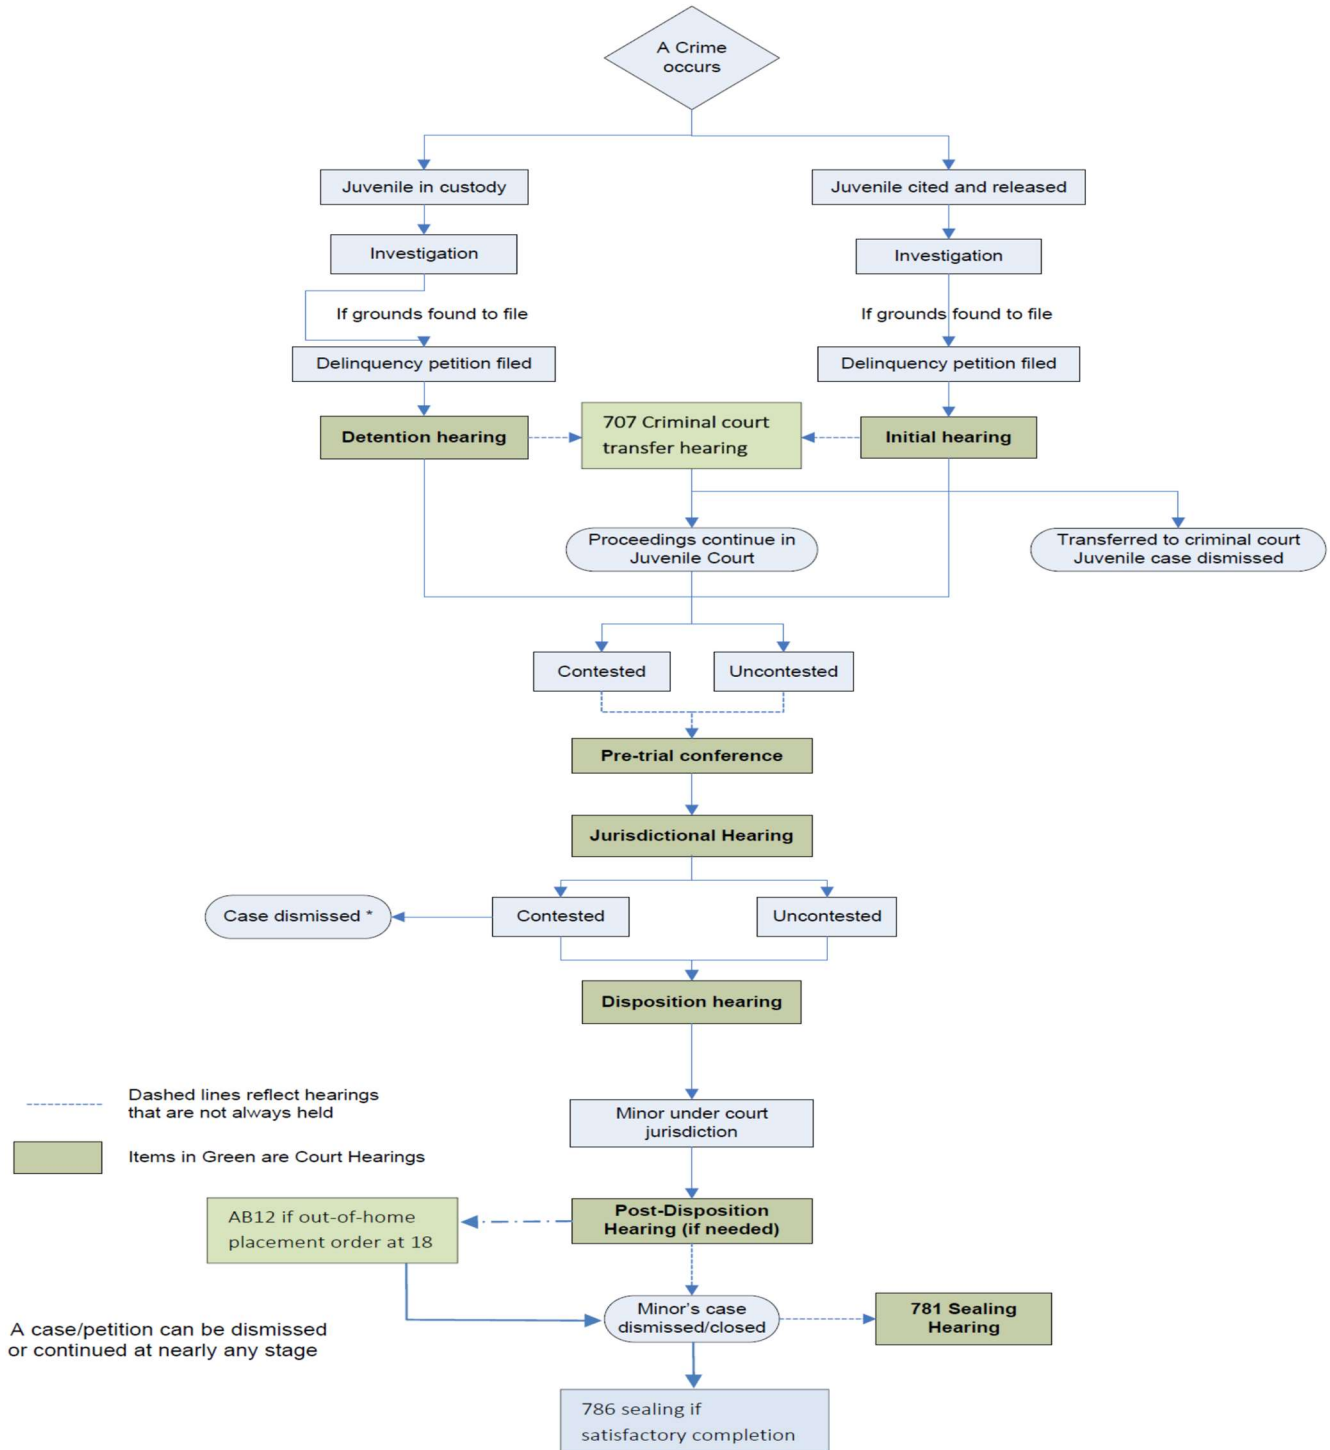 A Crime
occurs
Juvenile in custody
Juvenile cited and released
Investigation
Investigation
If grounds found to file
If grounds found to file
Delinquency petition filed
Delinquency petition filed
Detention hearing
707 Criminal court
transfer hearing
Initial hearing
Proceedings continue in
Juvenile Court
Transferred to criminal court
Juvenile case dismissed
Contested
Uncontested
Pre-trial conference
Jurisdictional Hearing
Case dismissed *
Contested
Uncontested
Disposition hearing
Dashed lines reflect hearings
that are not always held
Minor under court
jurisdiction
Items in Green are Court Hearings
AB12 if out-of-home
placement order at 18
Post-Disposition
Hearing (if needed)
Minor's case
dismissed/closed
781 Sealing
Hearing
A case/petition can be dismissed
or continued at nearly any stage
786 sealing if
satisfactory completion